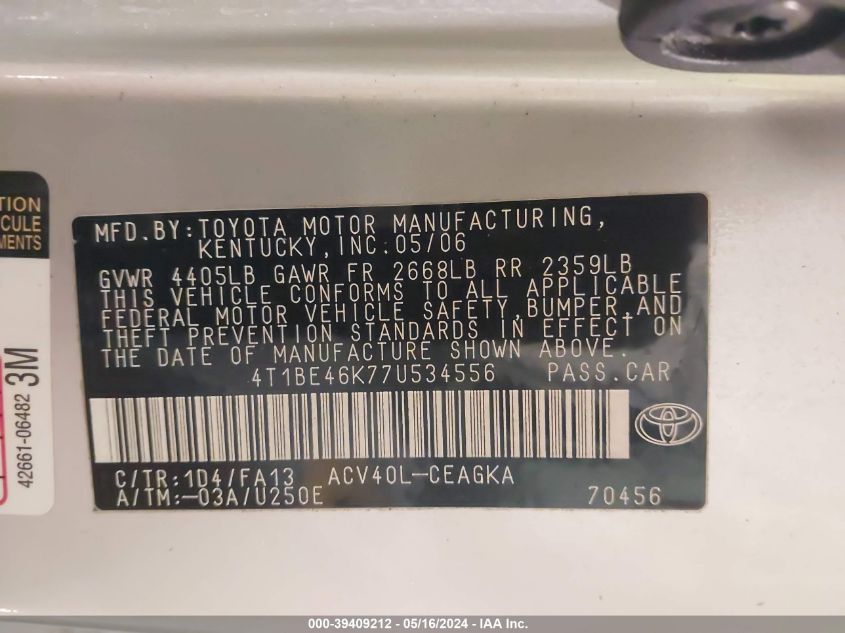 TION
CULE
MENTS
42661-06482 3M
MFD.BY:TOYOTA MOTOR MANUFACTURING,
KENTUCKY,INC.05/06
GVWR 4405LB GAWR FR 2668LB RR 2359LB
THIS VEHICLE CONFORMS TO ALL APPLICABLE
FEDERAL MOTOR VEHICLE SAFETY,BUMPER,AND
THEFT PREVENTION STANDARDS IN EFFECT ON
THE DATE OF MANUFACTURE SHOWN ABOVE.
4T1BE46K77U534556 PASS.CAR
C/TR:1D4/FA13 ACV40L-CEAGKA
A/TM:-03A/U250E 70456
000-39409212 - 05/16/2024 - IAA Inc.